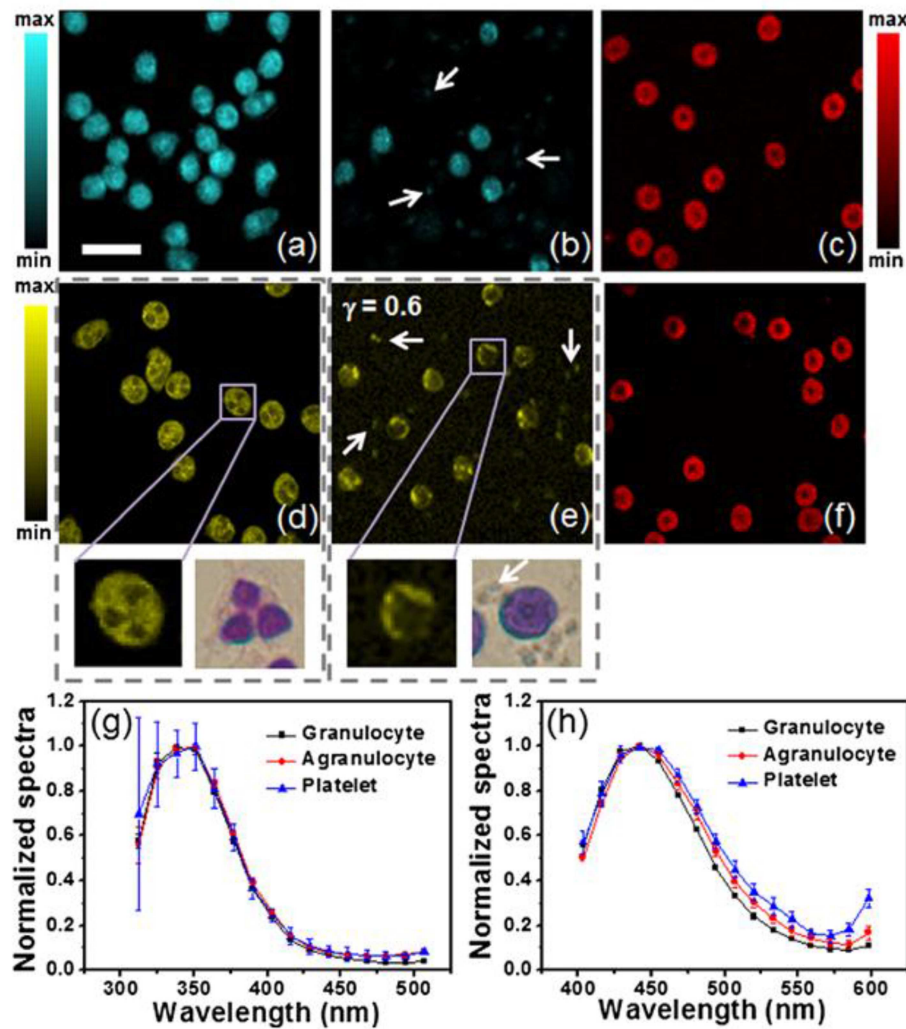 max
min
(a)
(b)
(c)
max
min
max
min
(d)
γ = 0.6
(e)
(f)
(g)
Normalized spectra
1.2
1.0
0.8
0.6
0.4
0.2
0.0
Granulocyte
Agranulocyte
Platelet
300 350 400 450 500
Wavelength (nm)
(h)
Normalized spectra
1.2
1.0
0.8
0.6
0.4
0.2
0.0
Granulocyte
Agranulocyte
Platelet
400 450 500 550 600
Wavelength (nm)